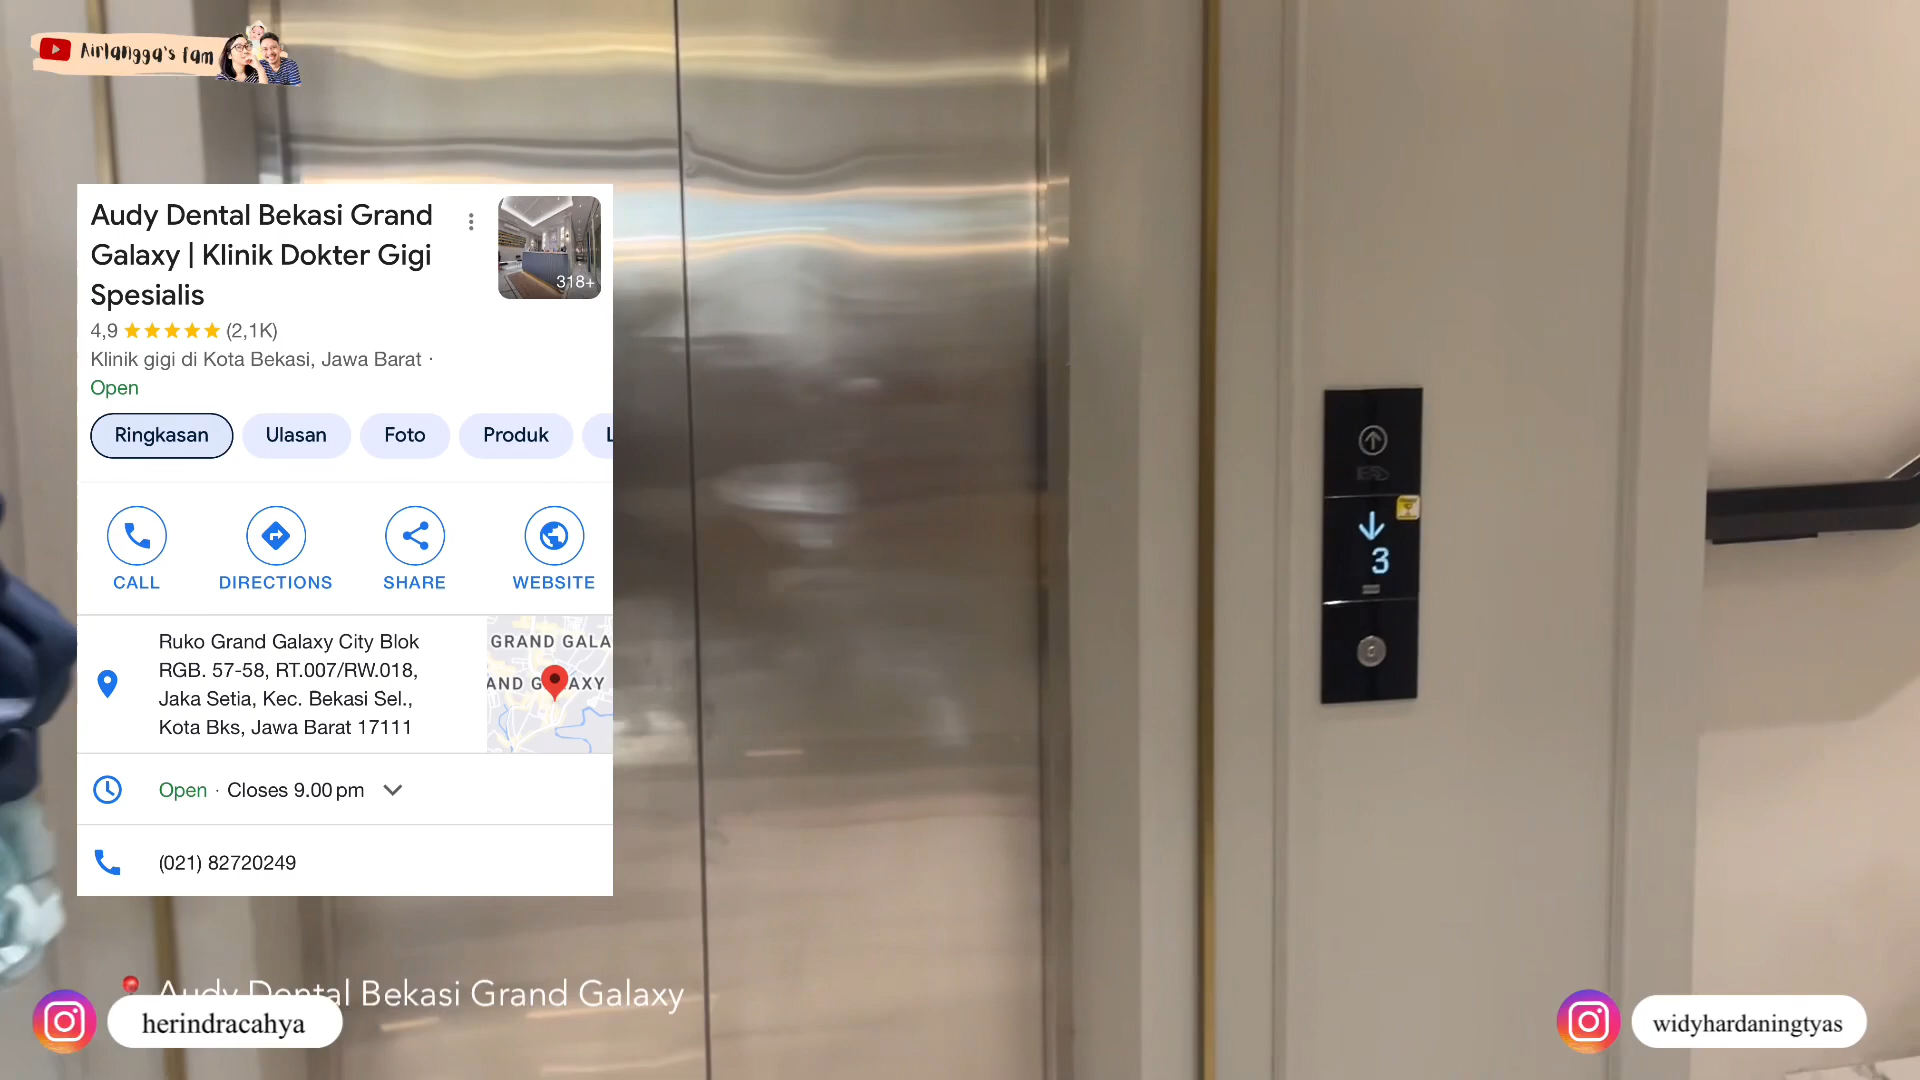 Airlangga's fam
Audy Dental Bekasi Grand
Galaxy | Klinik Dokter Gigi
Spesialis
318+
4,9 (2,1K)
Klinik gigi di Kota Bekasi, Jawa Barat ·
Open
Ringkasan Ulasan Foto Produk
CALL DIRECTIONS SHARE WEBSITE
Ruko Grand Galaxy City Blok
RGB. 57-58, RT.007/RW.018,
Jaka Setia, Kec. Bekasi Sel.,
Kota Bks, Jawa Barat 17111
GRAND GALA
AND GALAXY
Open · Closes 9.00 pm
(021) 82720249
3
Audy Dental Bekasi Grand Galaxy
herindracahya
widyhardaningtyas